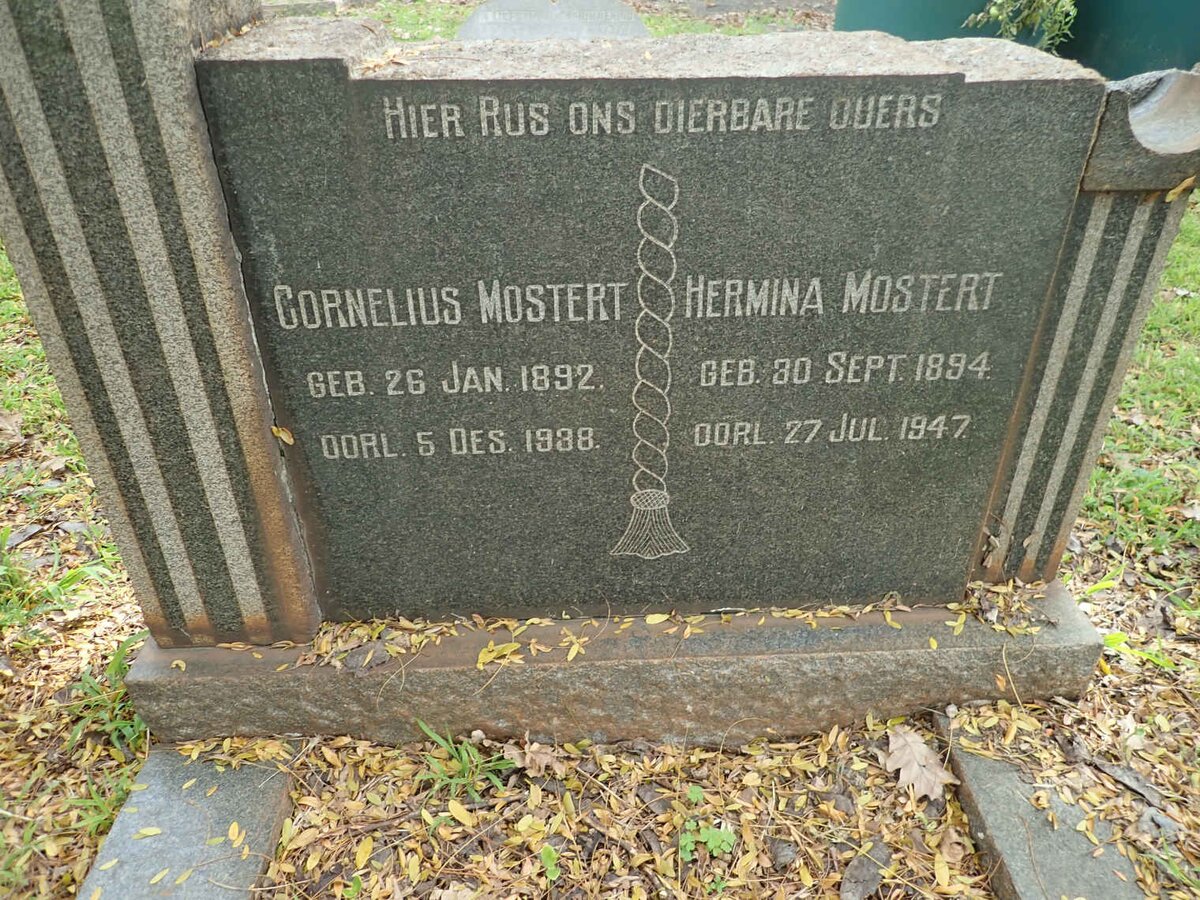 HIER RUS ONS DIERBARE OUERS
CORNELIUS MOSTERT
GEB. 26 JAN. 1892.
OORL. 5 DES. 1938.
HERMINA MOSTERT
GEB. 30 SEPT. 1894.
OORL. 27 JUL 1947.